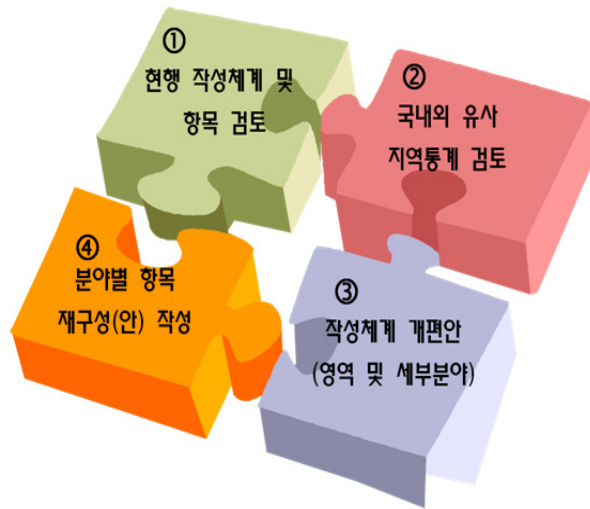 ①
현행 작성체계 및
항목 검토
②
국내외 유사
지역통계 검토
③
작성체계 개편안
(영역 및 세부분야)
④
분야별 항목
재구성(안) 작성